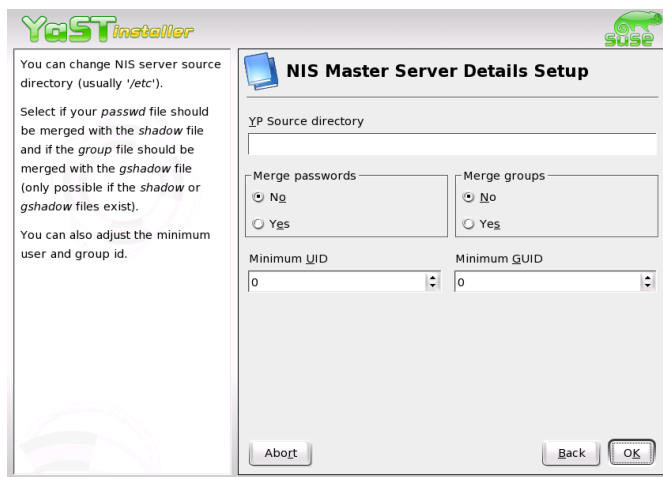 YaST installer
SUSE
You can change NIS server source
directory (usually '/etc').
Select if your passwd file should
be merged with the shadow file
and if the group file should be
merged with the gshadow file
(only possible if the shadow or
gshadow files exist).
You can also adjust the minimum
user and group id.
NIS Master Server Details Setup
YP Source directory
Merge passwords
No
Yes
Merge groups
No
Yes
Minimum UID
0
Minimum GUID
0
Abort
Back
OK